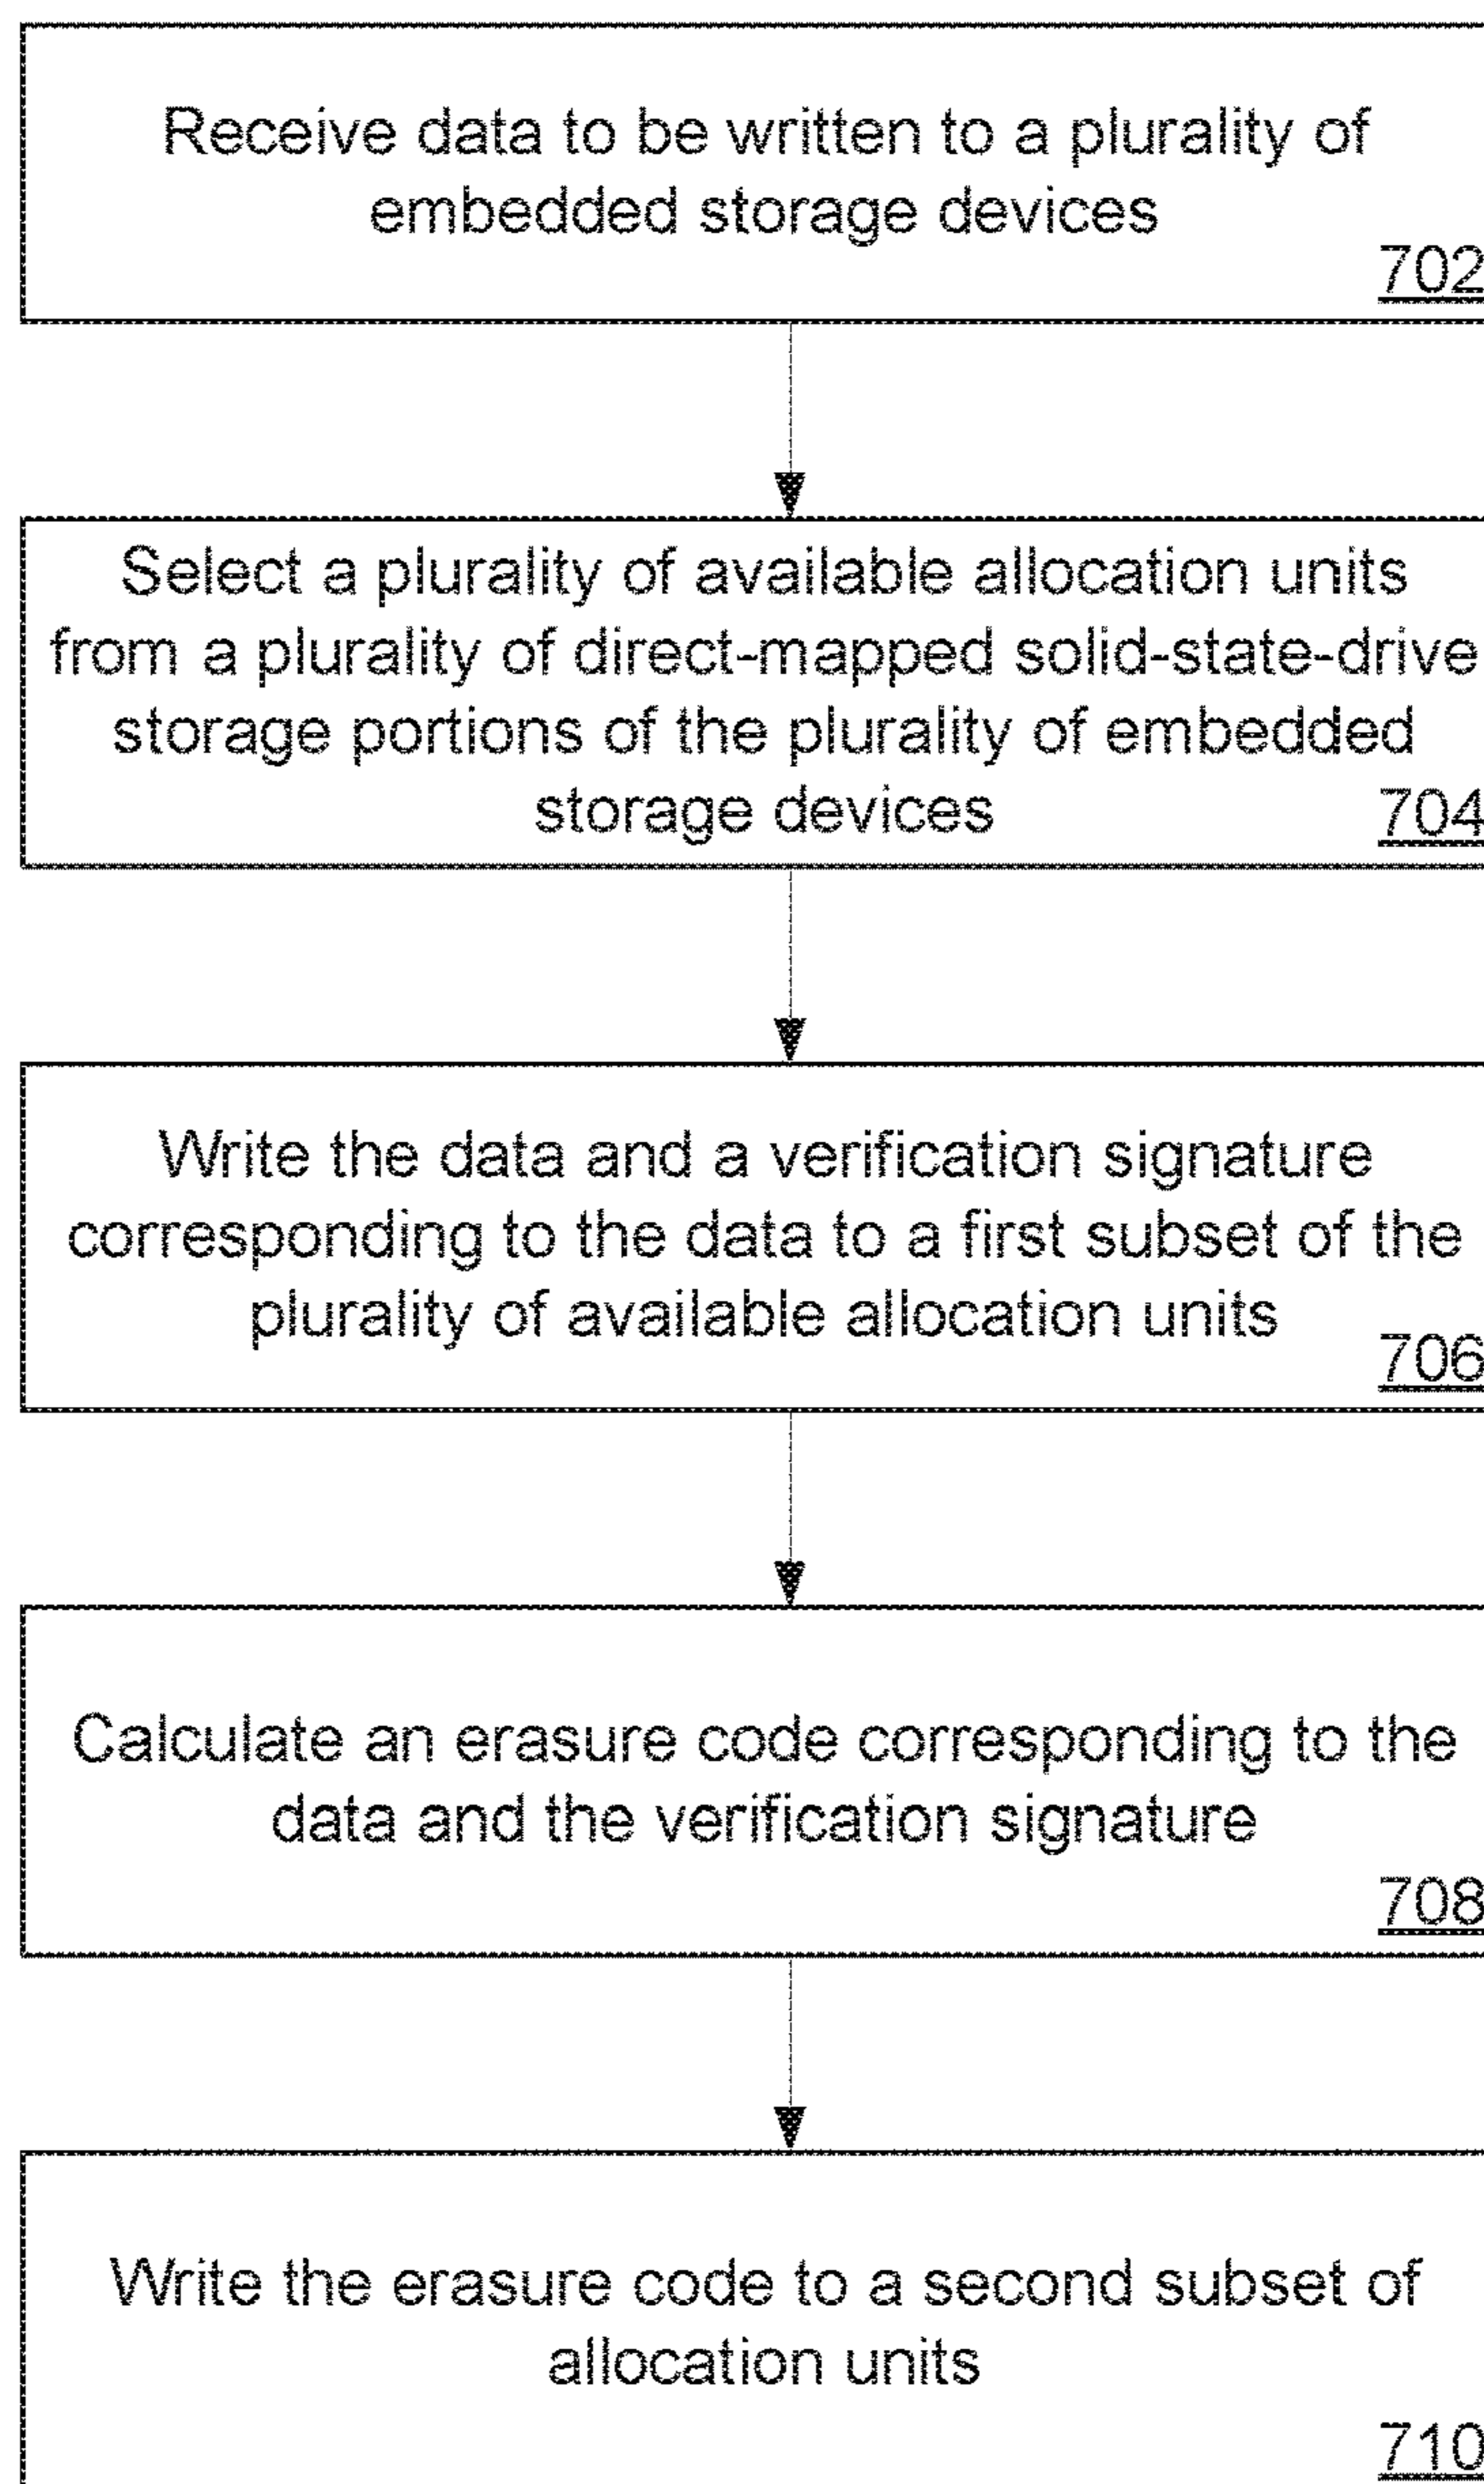 Receive data to be written to a plurality of
embedded storage devices
702
Select a plurality of available allocation units
from a plurality of direct-mapped solid-state-drive
storage portions of the plurality of embedded
storage devices
704
Write the data and a verification signature
corresponding to the data to a first subset of the
plurality of available allocation units
706
Calculate an erasure code corresponding to the
data and the verification signature
708
Write the erasure code to a second subset of
allocation units
710